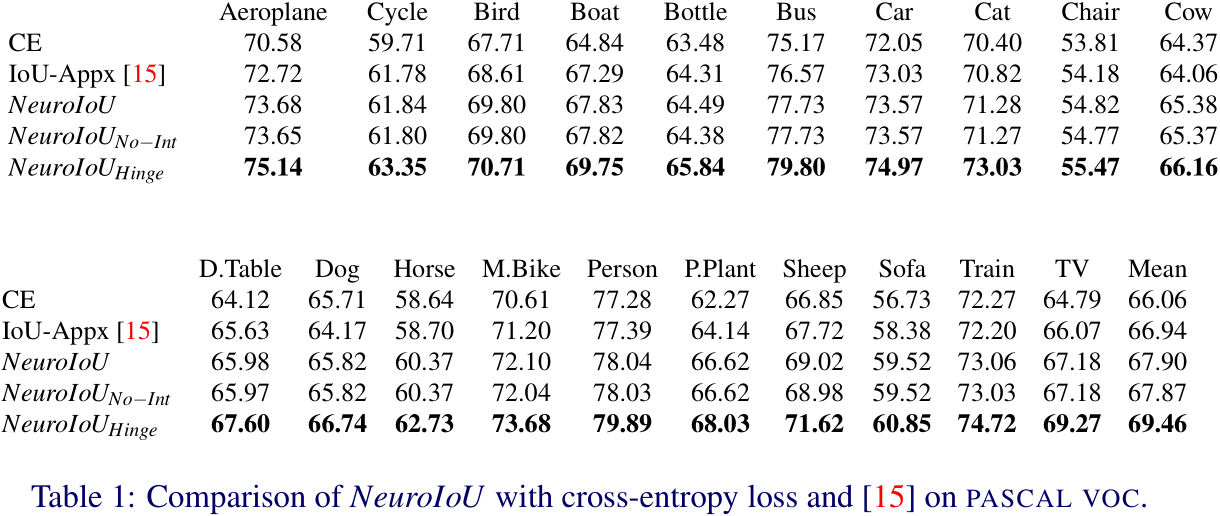 Aeroplane Cycle Bird Boat Bottle Bus Car Cat Chair Cow
CE 70.58 59.71 67.71 64.84 63.48 75.17 72.05 70.40 53.81 64.37
IoU-Appx [15] 72.72 61.78 68.61 67.29 64.31 76.57 73.03 70.82 54.18 64.06
NeuroIoU 73.68 61.84 69.80 67.83 64.49 77.73 73.57 71.28 54.82 65.38
NeuroIoU_No−Int 73.65 61.80 69.80 67.82 64.38 77.73 73.57 71.27 54.77 65.37
NeuroIoU_Hinge 75.14 63.35 70.71 69.75 65.84 79.80 74.97 73.03 55.47 66.16
D.Table Dog Horse M.Bike Person P.Plant Sheep Sofa Train TV Mean
CE 64.12 65.71 58.64 70.61 77.28 62.27 66.85 56.73 72.27 64.79 66.06
IoU-Appx [15] 65.63 64.17 58.70 71.20 77.39 64.14 67.72 58.38 72.20 66.07 66.94
NeuroIoU 65.98 65.82 60.37 72.10 78.04 66.62 69.02 59.52 73.06 67.18 67.90
NeuroIoU_No−Int 65.97 65.82 60.37 72.04 78.03 66.62 68.98 59.52 73.03 67.18 67.87
NeuroIoU_Hinge 67.60 66.74 62.73 73.68 79.89 68.03 71.62 60.85 74.72 69.27 69.46
Table 1: Comparison of NeuroIoU with cross-entropy loss and [15] on PASCAL VOC.